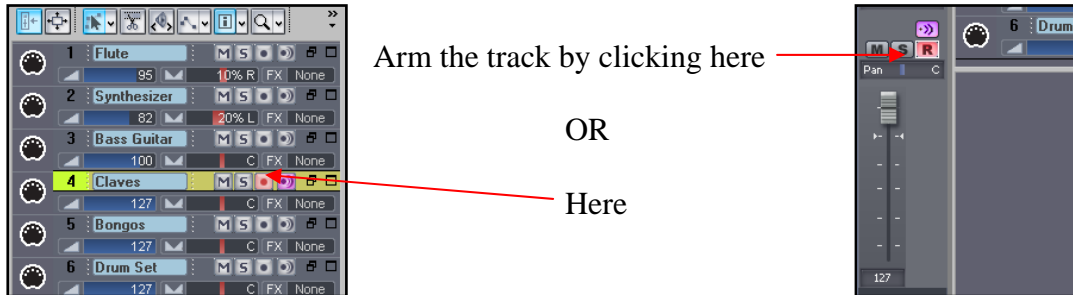 1 Flute M S
95 10% R FX None
2 Synthesizer M S
82 20% L FX None
3 Bass Guitar M S
100 C FX None
4 Claves M S
127 C FX None
5 Bongos M S
127 C FX None
6 Drum Set M S
127 C FX None
Arm the track by clicking here
OR
Here
M S R
Pan C
127
6 Drum